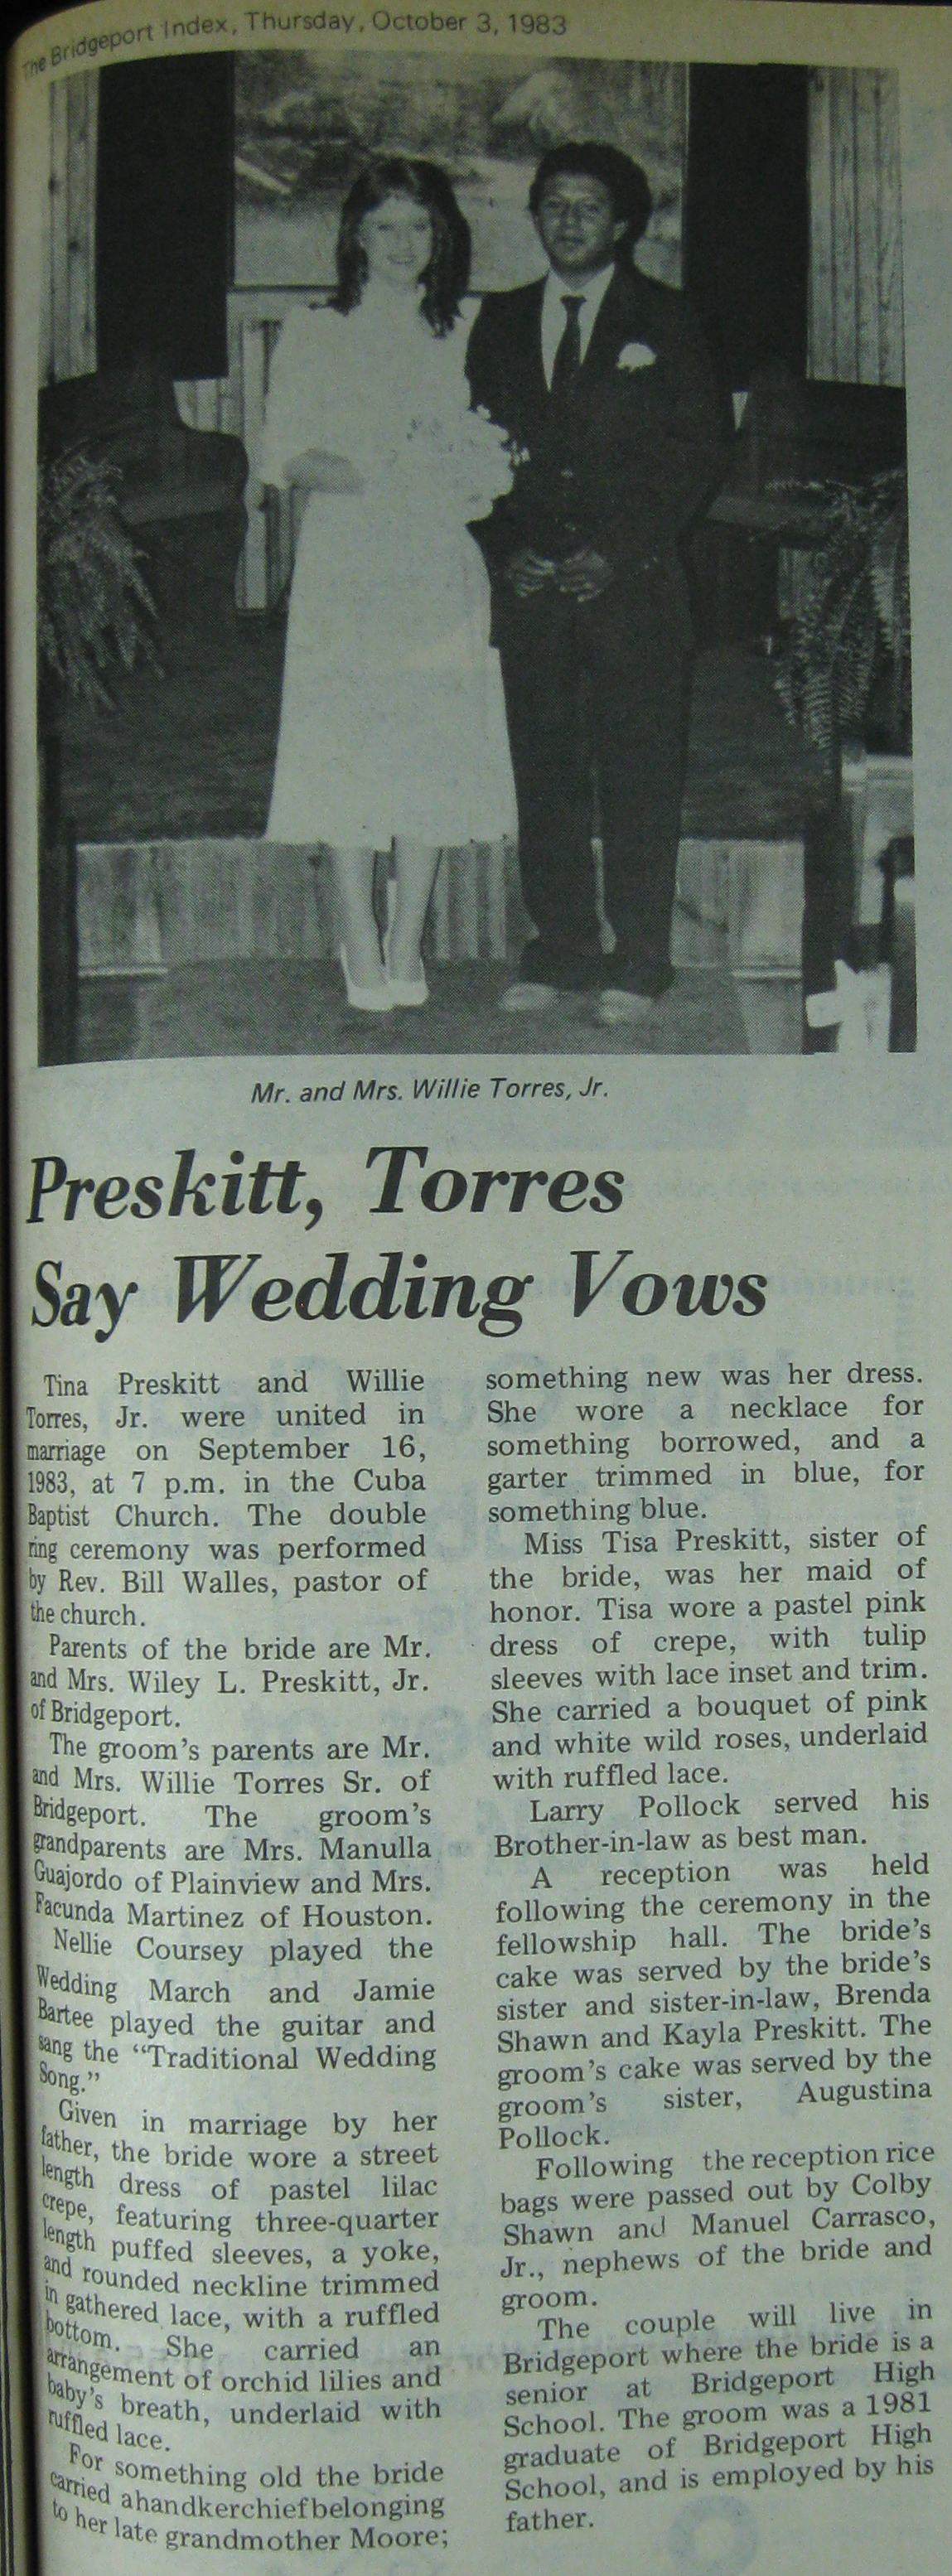 The Bridgeport Index, Thursday, October 3, 1983
Mr. and Mrs. Willie Torres, Jr.
Preskitt, Torres
Say Wedding Vows
Tina Preskitt and Willie
Torres, Jr. were united in
marriage on September 16,
1983, at 7 p.m. in the Cuba
Baptist Church. The double
ring ceremony was performed
by Rev. Bill Walles, pastor of
the church.
Parents of the bride are Mr.
and Mrs. Wiley L. Preskitt, Jr.
of Bridgeport.
The groom's parents are Mr.
and Mrs. Willie Torres Sr. of
Bridgeport. The groom's
grandparents are Mrs. Manulla
Guajordo of Plainview and Mrs.
Facunda Martinez of Houston.
Nellie Coursey played the
Wedding March and Jamie
Bartee played the guitar and
sang the "Traditional Wedding
Song."
Given in marriage by her
father, the bride wore a street
length dress of pastel lilac
crepe, featuring three-quarter
length puffed sleeves, a yoke,
and rounded neckline trimmed
in gathered lace, with a ruffled
bottom. She carried an
arrangement of orchid lilies and
baby's breath, underlaid with
ruffled lace.
For something old the bride
carried ahandkerchiefbelonging
to her late grandmother Moore;
something new was her dress.
She wore a necklace for
something borrowed, and a
garter trimmed in blue, for
something blue.
Miss Tisa Preskitt, sister of
the bride, was her maid of
honor. Tisa wore a pastel pink
dress of crepe, with tulip
sleeves with lace inset and trim.
She carried a bouquet of pink
and white wild roses, underlaid
with ruffled lace.
Larry Pollock served his
Brother-in-law as best man.
A reception was held
following the ceremony in the
fellowship hall. The bride's
cake was served by the bride's
sister and sister-in-law, Brenda
Shawn and Kayla Preskitt. The
groom's cake was served by the
groom's sister, Augustina
Pollock.
Following the reception rice
bags were passed out by Colby
Shawn and Manuel Carrasco,
Jr., nephews of the bride and
groom.
The couple will live in
Bridgeport where the bride is a
senior at Bridgeport High
School. The groom was a 1981
graduate of Bridgeport High
School, and is employed by his
father.